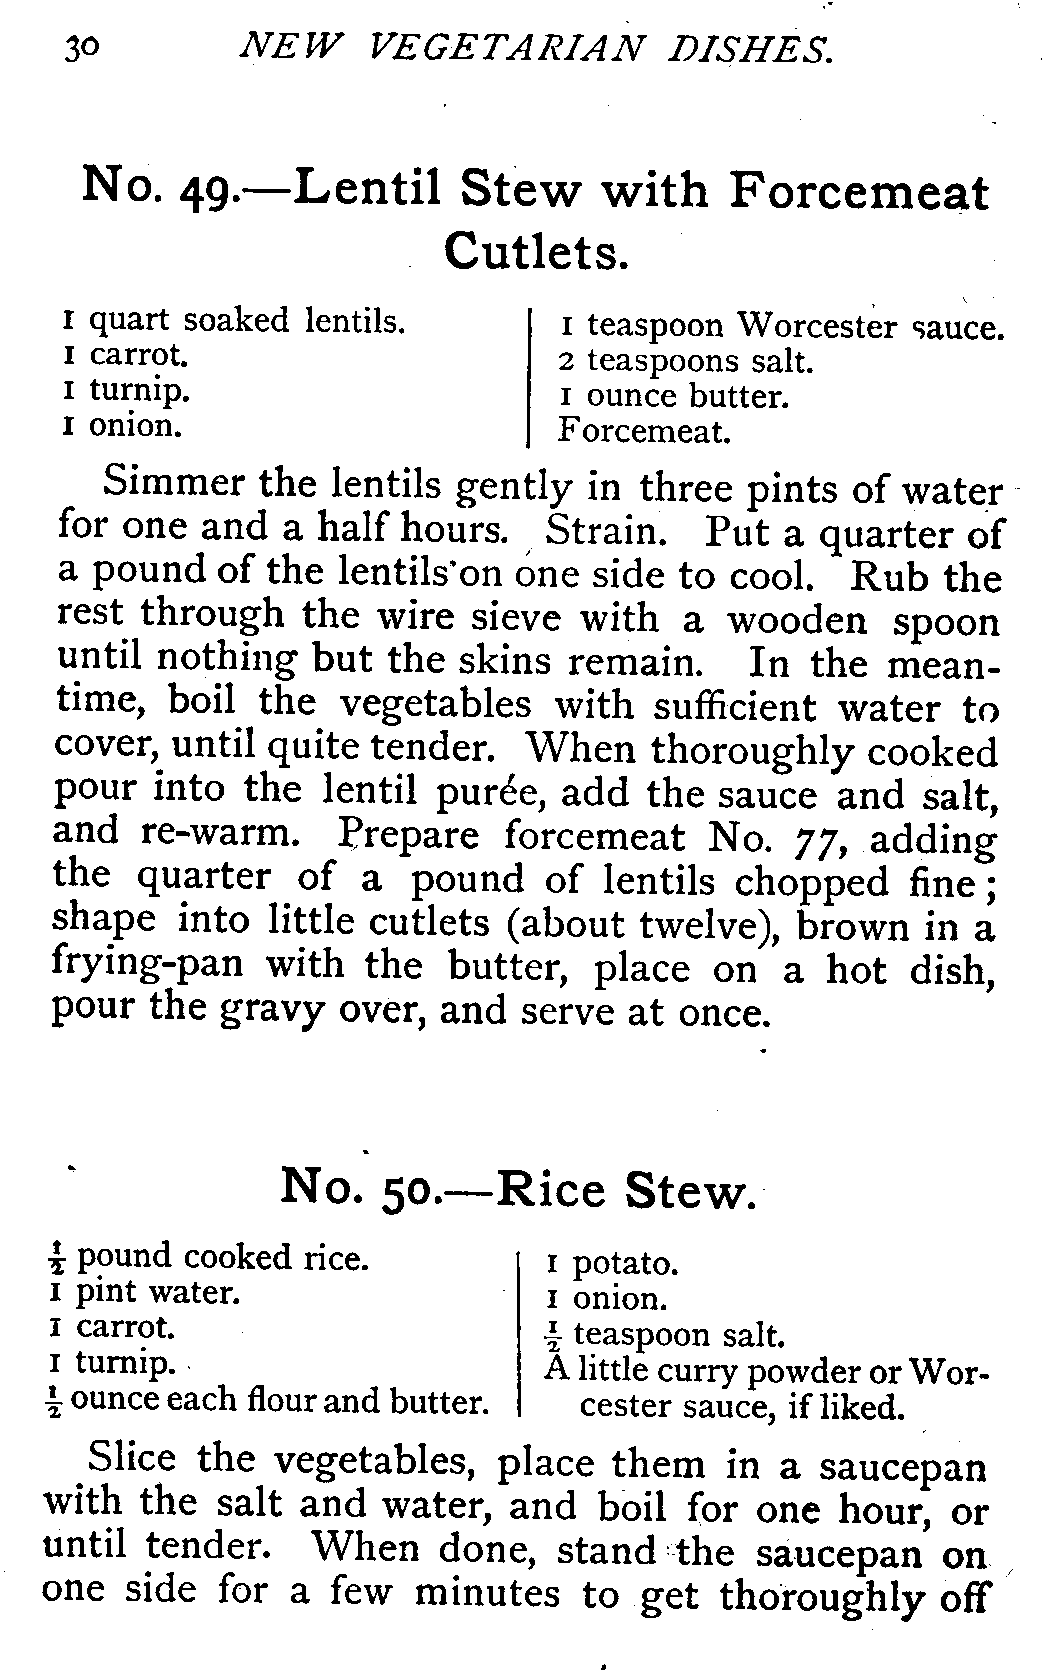 30 NEW VEGETARIAN DISHES.
No. 49.—Lentil Stew with Forcemeat
Cutlets.
1 quart soaked lentils.
1 carrot.
1 turnip.
1 onion.
1 teaspoon Worcester sauce.
2 teaspoons salt.
1 ounce butter.
Forcemeat.
Simmer the lentils gently in three pints of water
for one and a half hours. Strain. Put a quarter of
a pound of the lentils on one side to cool. Rub the
rest through the wire sieve with a wooden spoon
until nothing but the skins remain. In the mean-
time, boil the vegetables with sufficient water to
cover, until quite tender. When thoroughly cooked
pour into the lentil purée, add the sauce and salt,
and re-warm. Prepare forcemeat No. 77, adding
the quarter of a pound of lentils chopped fine;
shape into little cutlets (about twelve), brown in a
frying-pan with the butter, place on a hot dish,
pour the gravy over, and serve at once.
No. 50.—Rice Stew.
½ pound cooked rice.
1 pint water.
1 carrot.
1 turnip.
½ ounce each flour and butter.
1 potato.
1 onion.
½ teaspoon salt.
A little curry powder or Wor-
cester sauce, if liked.
Slice the vegetables, place them in a saucepan
with the salt and water, and boil for one hour, or
until tender. When done, stand the saucepan on
one side for a few minutes to get thoroughly off